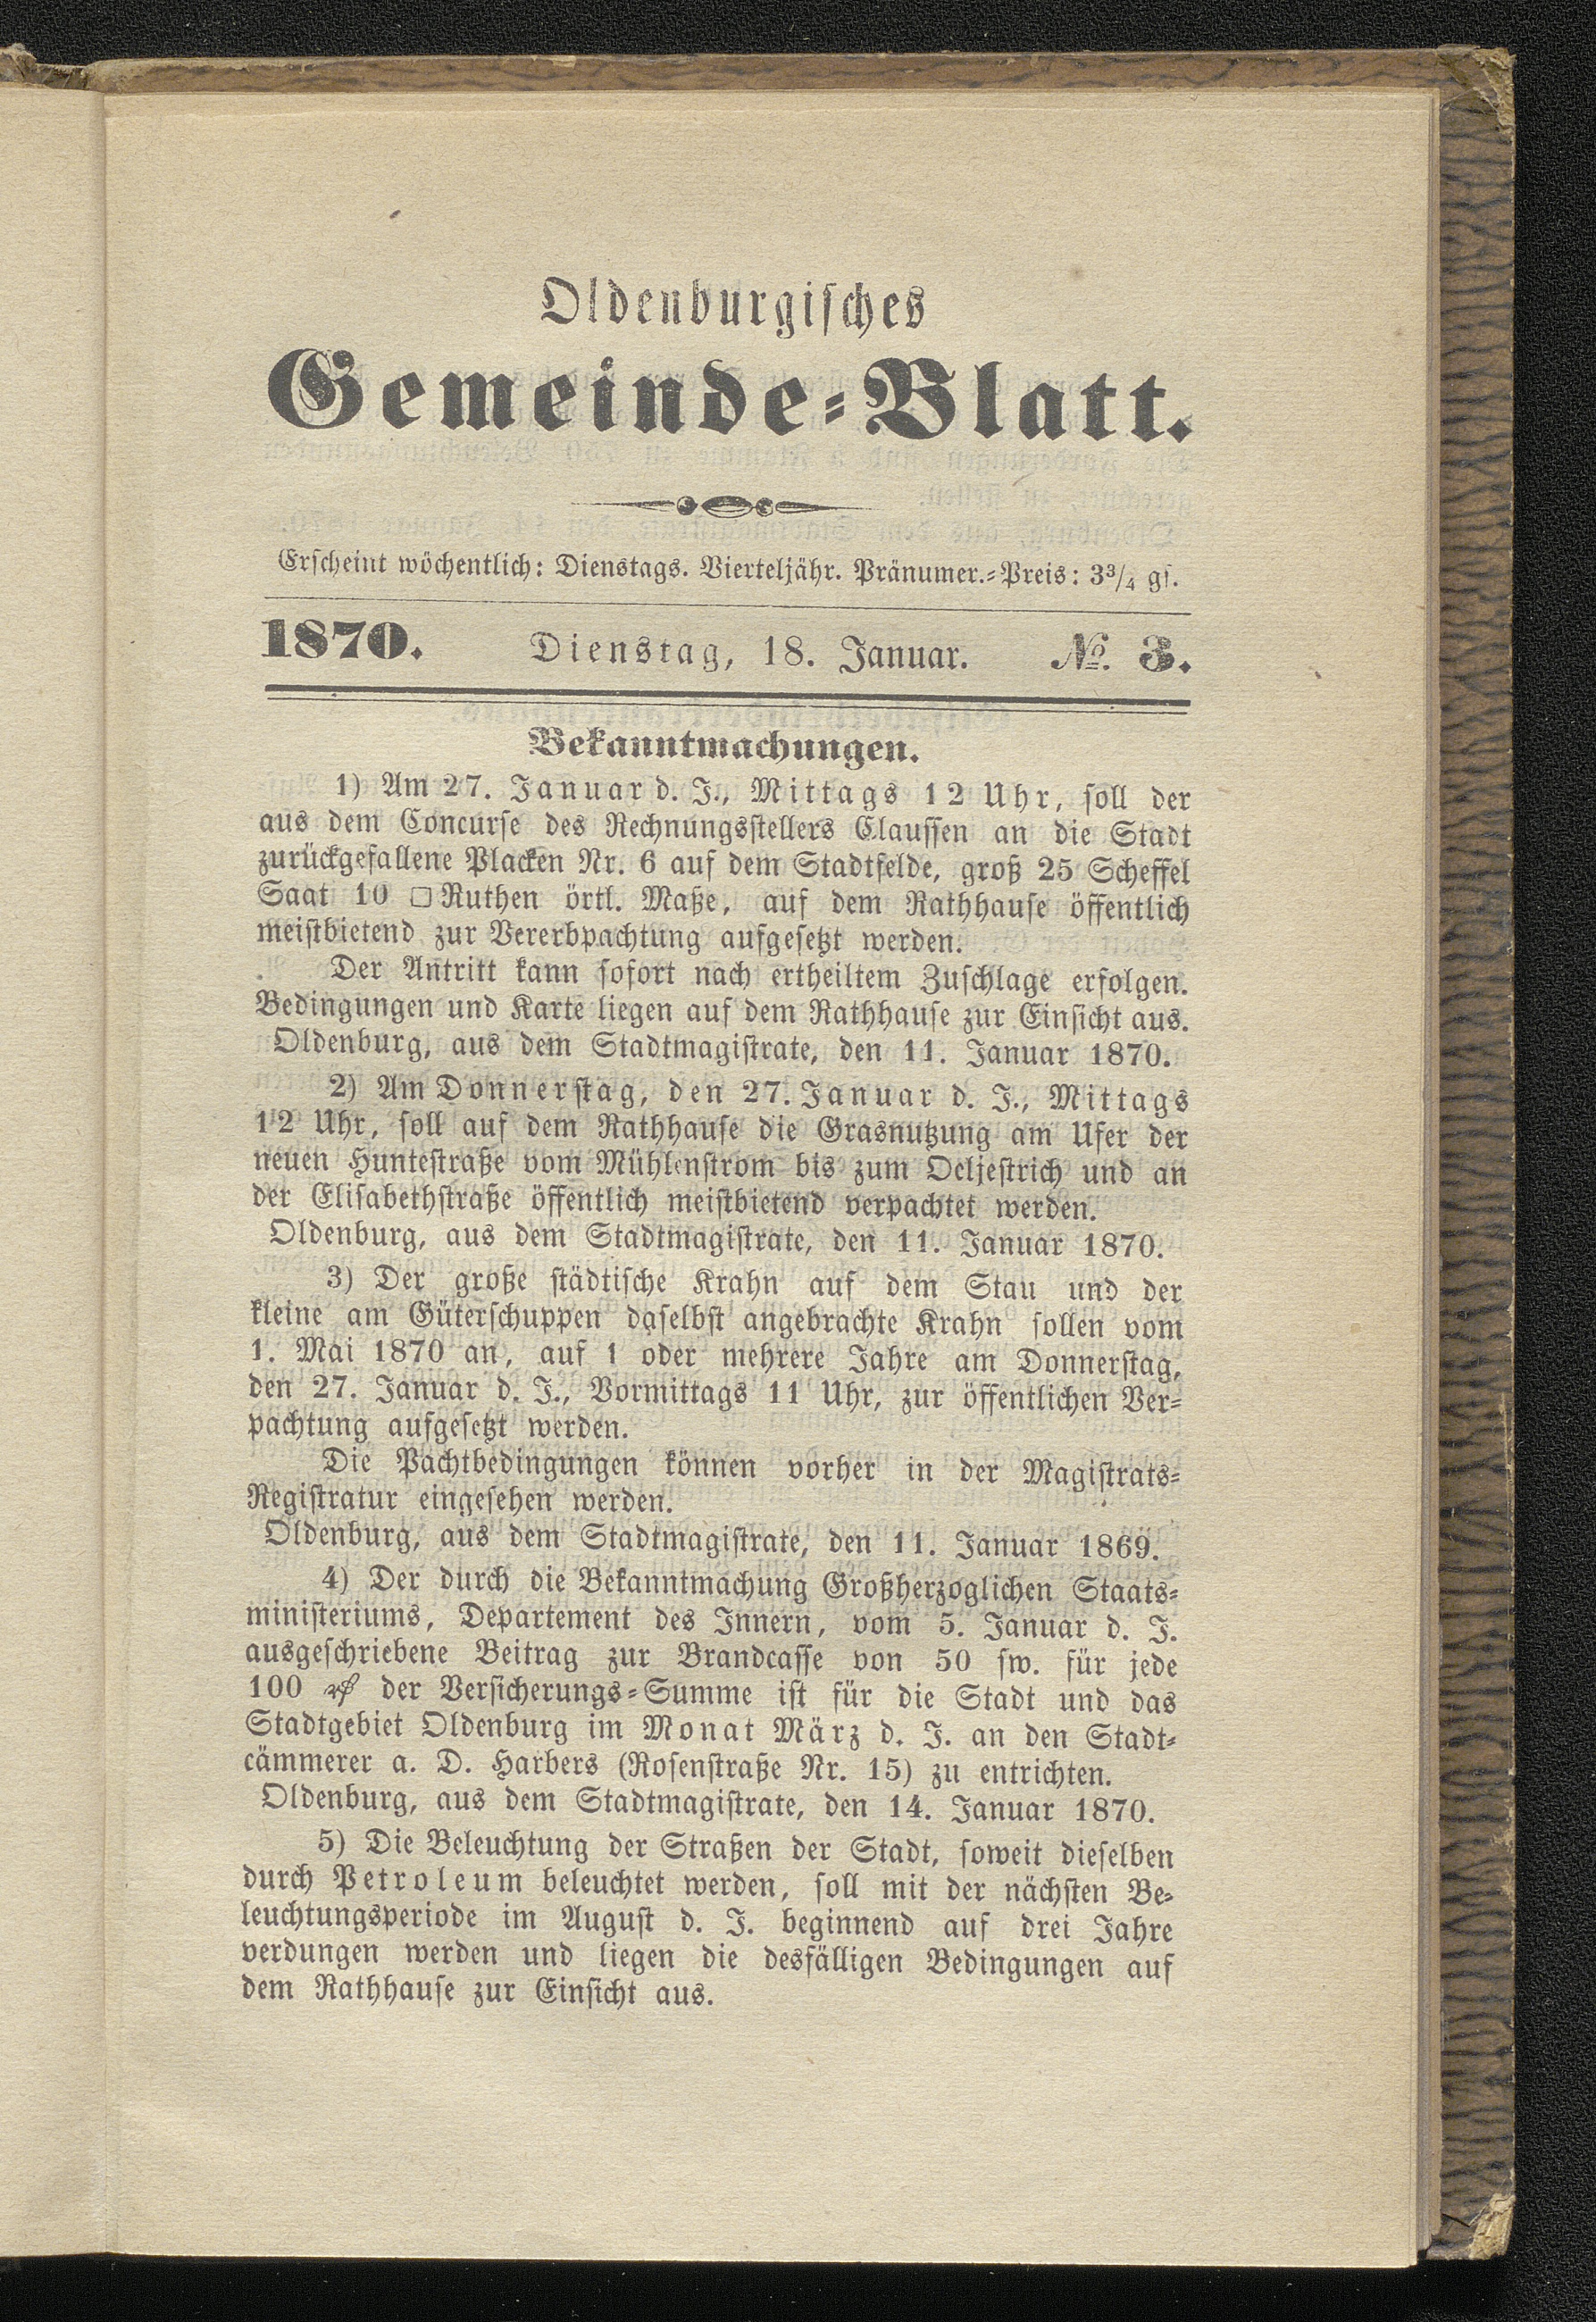 Oldenburgisches
Gemeinde-Blatt.
Erscheint wöchentlich: Dienstags. Vierteljähr. Pränumer.-Preis: 3³/₄ gs.
1870. Dienstag, 18. Januar. № 3.
Bekanntmachungen.
1) Am 27. Januar d. J., Mittags 12 Uhr, soll der
aus dem Concurse des Rechnungsstellers Claussen an die Stadt
zurückgefallene Placken Nr. 6 auf dem Stadtfelde, groß 25 Scheffel
Saat 10 □ Ruthen örtl. Maße, auf dem Rathhause öffentlich
meistbietend zur Vererbpachtung aufgesetzt werden.
Der Antritt kann sofort nach ertheiltem Zuschlage erfolgen.
Bedingungen und Karte liegen auf dem Rathhause zur Einsicht aus.
Oldenburg, aus dem Stadtmagistrate, den 11. Januar 1870.
2) Am Donnerstag, den 27. Januar d. J., Mittags
12 Uhr, soll auf dem Rathhause die Grasnutzung am Ufer der
neuen Huntestraße vom Mühlenstrom bis zum Oeljestrich und an
der Elisabethstraße öffentlich meistbietend verpachtet werden.
Oldenburg, aus dem Stadtmagistrate, den 11. Januar 1870.
3) Der große städtische Krahn auf dem Stau und der
kleine am Güterschuppen daselbst angebrachte Krahn sollen vom
1. Mai 1870 an, auf 1 oder mehrere Jahre am Donnerstag,
den 27. Januar d. J., Vormittags 11 Uhr, zur öffentlichen Ver-
pachtung aufgesetzt werden.
Die Pachtbedingungen können vorher in der Magistrats-
Registratur eingesehen werden.
Oldenburg, aus dem Stadtmagistrate, den 11. Januar 1869.
4) Der durch die Bekanntmachung Großherzoglichen Staats-
ministeriums, Departement des Innern, vom 5. Januar d. J.
ausgeschriebene Beitrag zur Brandcasse von 50 sw. für jede
100 ₰ der Versicherungs-Summe ist für die Stadt und das
Stadtgebiet Oldenburg im Monat März d. J. an den Stadt-
cämmerer a. D. Harbers (Rosenstraße Nr. 15) zu entrichten.
Oldenburg, aus dem Stadtmagistrate, den 14. Januar 1870.
5) Die Beleuchtung der Straßen der Stadt, soweit dieselben
durch Petroleum beleuchtet werden, soll mit der nächsten Be-
leuchtungsperiode im August d. J. beginnend auf drei Jahre
verdungen werden und liegen die desfälligen Bedingungen auf
dem Rathhause zur Einsicht aus.